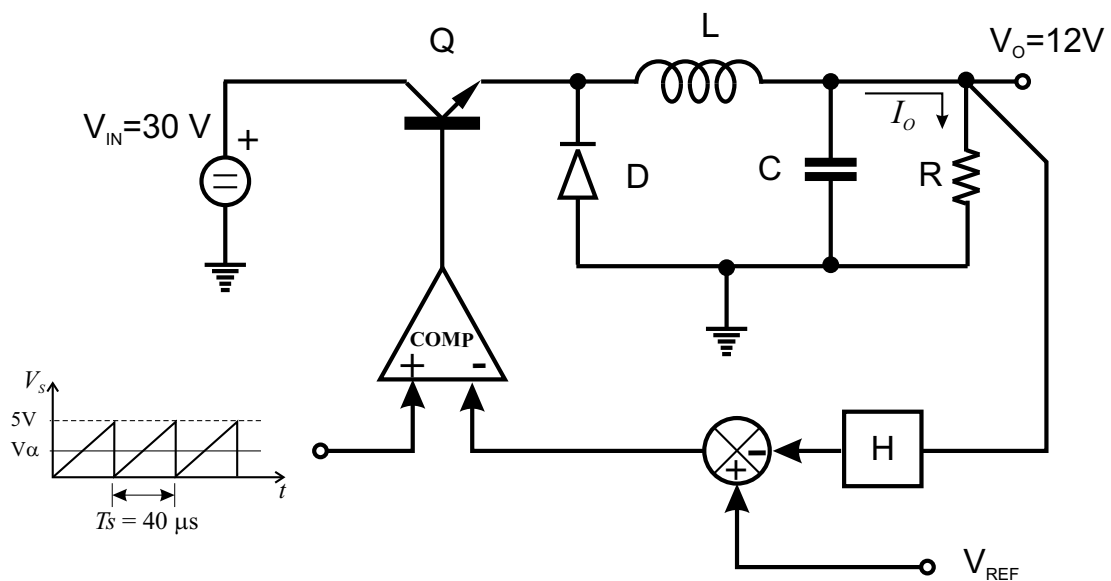 Q
L
V_O=12V
V_IN=30 V
+
I_O
D
C
R
COMP
+ -
V_S
5V
Vα
t
Ts = 40 µs
-
+
H
V_REF